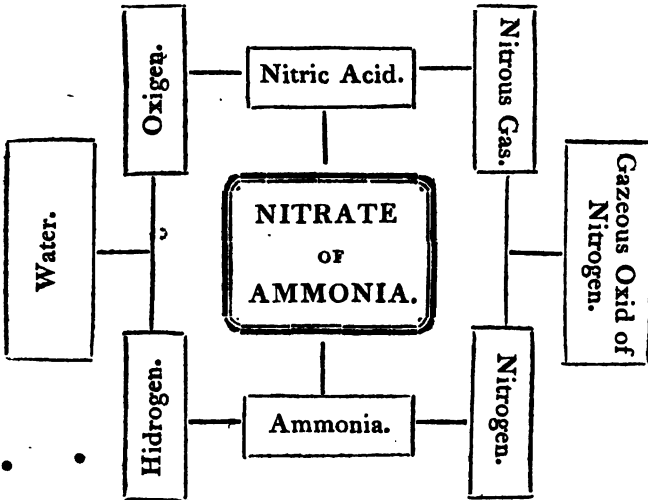 Oxigen.
Nitric Acid.
Nitrous Gas.
Water.
NITRATE
OF
AMMONIA.
Gazeous Oxid of
Nitrogen.
Hidrogen.
Ammonia.
Nitrogen.